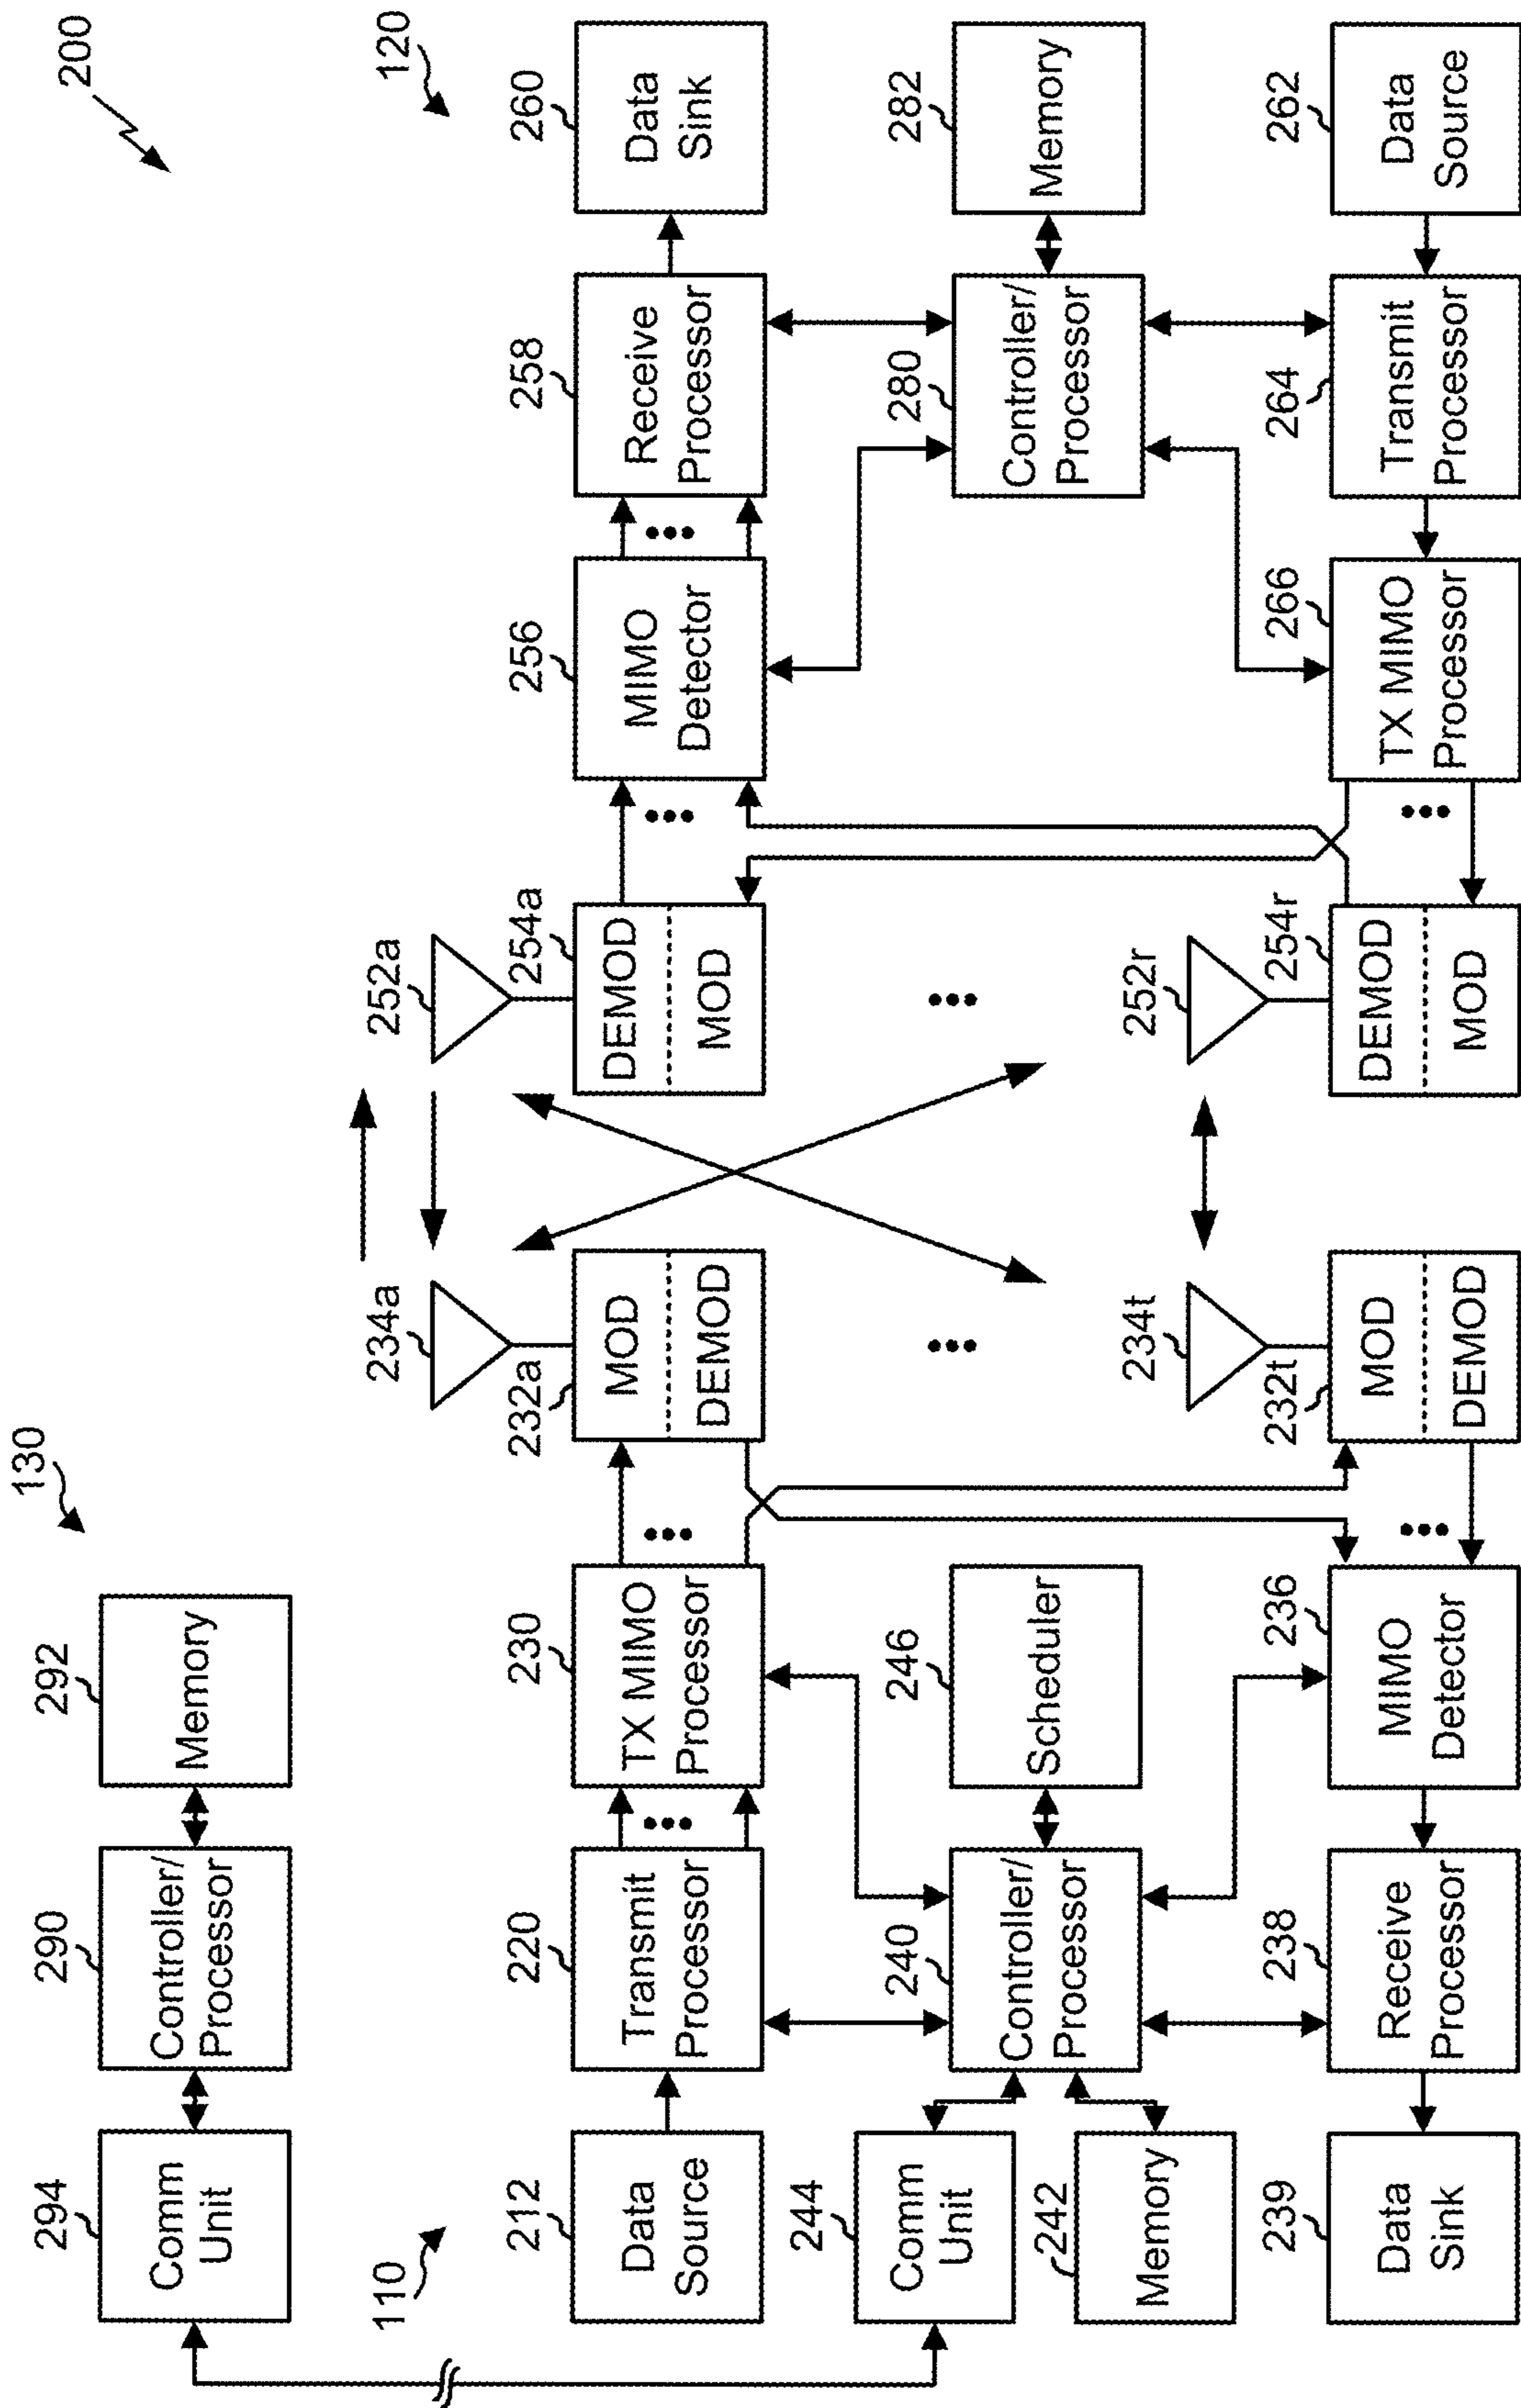 200
130
294
Comm
Unit
290
Controller/
Processor
292
Memory
110
120
212
Data
Source
220
Transmit
Processor
230
TX MIMO
Processor
234a
232a
MOD
DEMOD
252a
254a
DEMOD
MOD
256
MIMO
Detector
258
Receive
Processor
260
Data
Sink
244
Comm
Unit
242
Memory
240
Controller/
Processor
246
Scheduler
280
Controller/
Processor
282
Memory
239
Data
Sink
238
Receive
Processor
236
MIMO
Detector
234t
232t
MOD
DEMOD
252r
254r
DEMOD
MOD
266
TX MIMO
Processor
264
Transmit
Processor
262
Data
Source